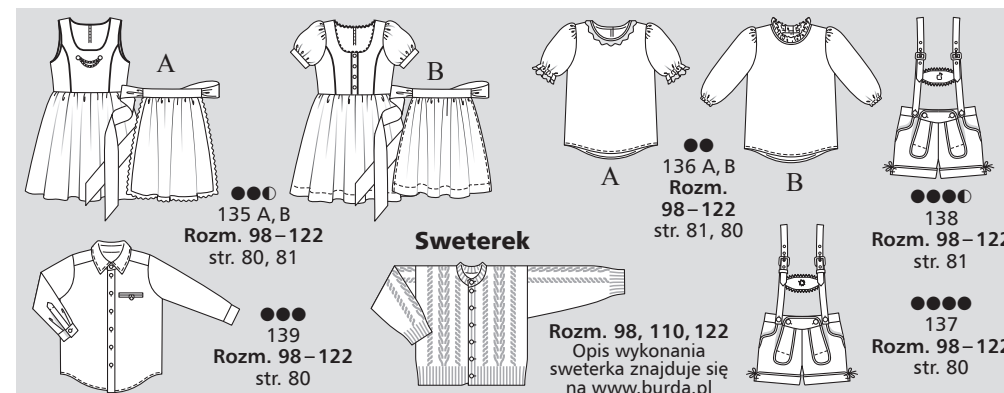 A
B
135 A, B
Rozm. 98–122
str. 80, 81
A
136 A, B
Rozm.
98–122
str. 81, 80
B
138
Rozm. 98–122
str. 81
139
Rozm. 98–122
str. 80
Sweterek
Rozm. 98, 110, 122
Opis wykonania
sweterka znajduje się
na www.burda.pl
137
Rozm. 98–122
str. 80